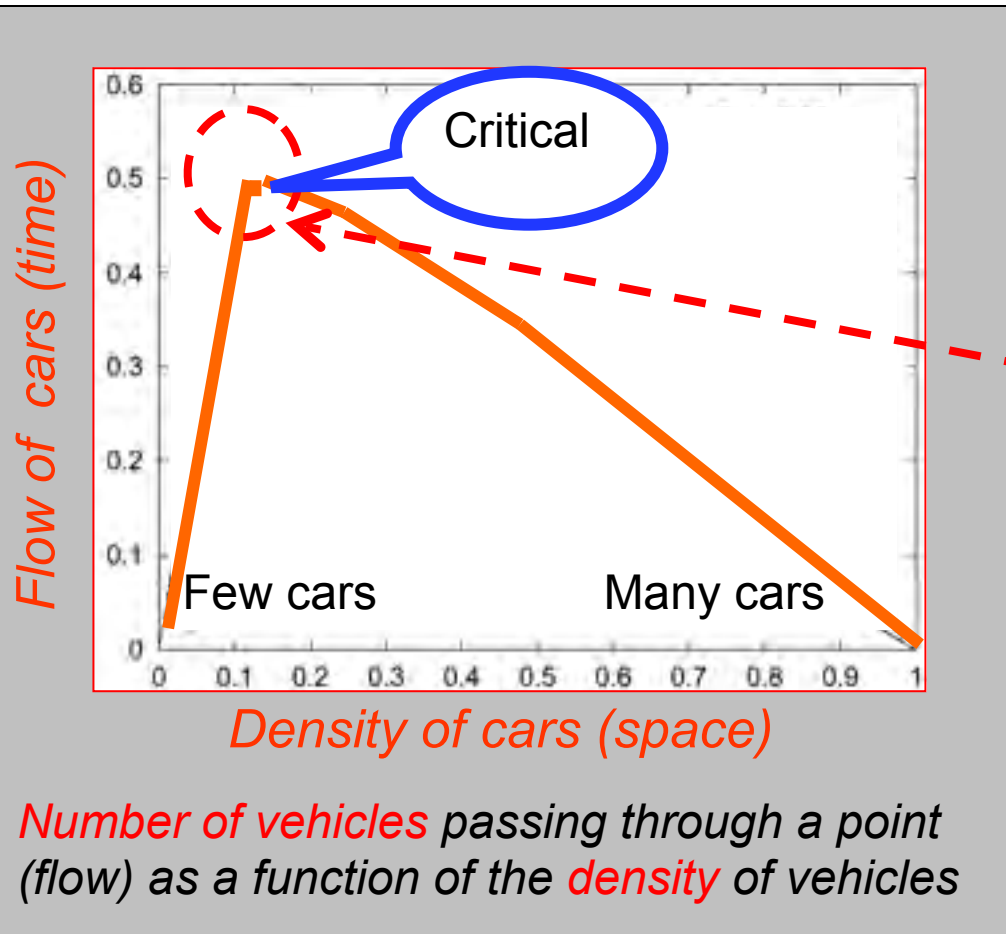 Flow of cars (time)
0.6
0.5
0.4
0.3
0.2
0.1
0
Critical
Few cars
Many cars
0 0.1 0.2 0.3 0.4 0.5 0.6 0.7 0.8 0.9 1
Density of cars (space)
Number of vehicles passing through a point
(flow) as a function of the density of vehicles